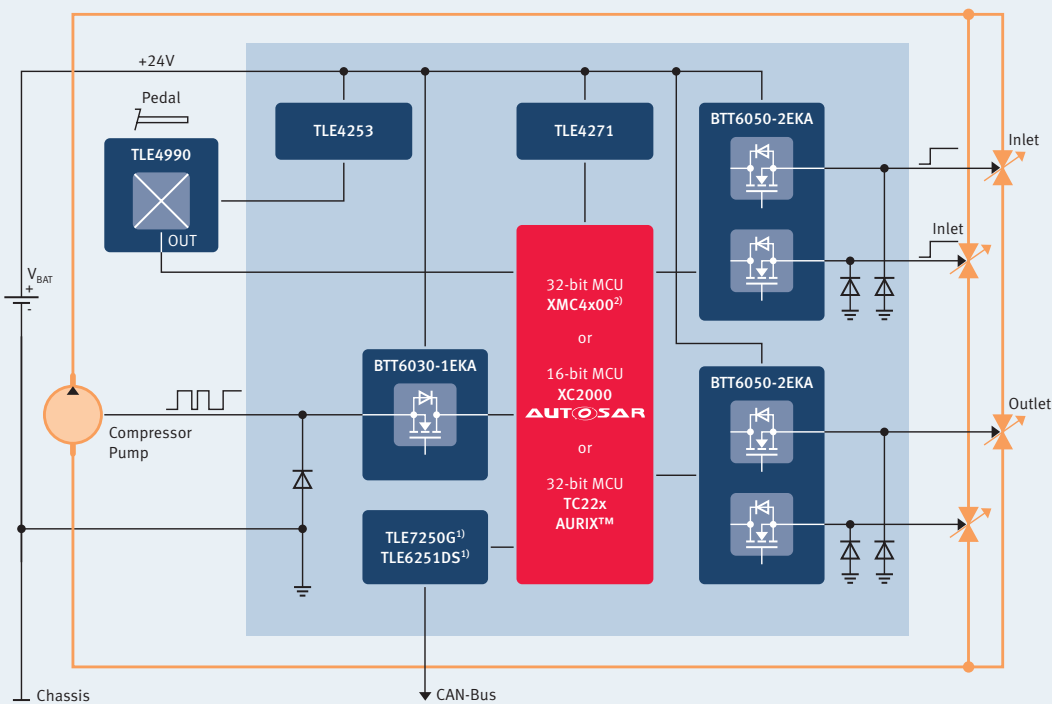 +24V
Pedal
TLE4990
OUT
TLE4253
TLE4271
BTT6050-2EKA
Inlet
Inlet
V_BAT
+
-
32-bit MCU
XMC4x00²⁾
or
16-bit MCU
XC2000
AUTOSAR
or
32-bit MCU
TC22x
AURIX™
BTT6030-1EKA
BTT6050-2EKA
Outlet
Compressor
Pump
TLE7250G¹⁾
TLE6251DS¹⁾
Chassis
CAN-Bus